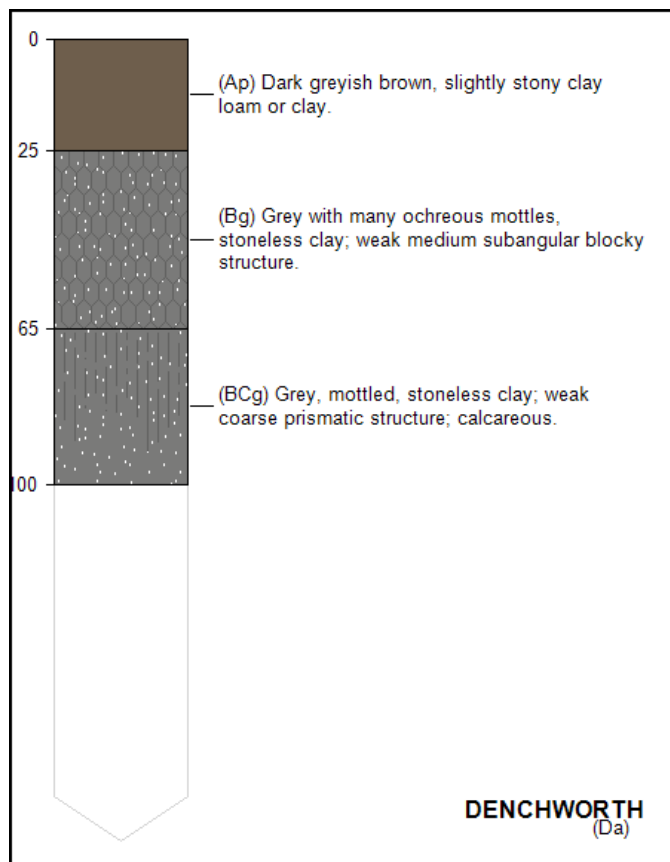 0
(Ap) Dark greyish brown, slightly stony clay
loam or clay.
25
(Bg) Grey with many ochreous mottles,
stoneless clay; weak medium subangular blocky
structure.
65
(BCg) Grey, mottled, stoneless clay; weak
coarse prismatic structure; calcareous.
100
DENCHWORTH
(Da)